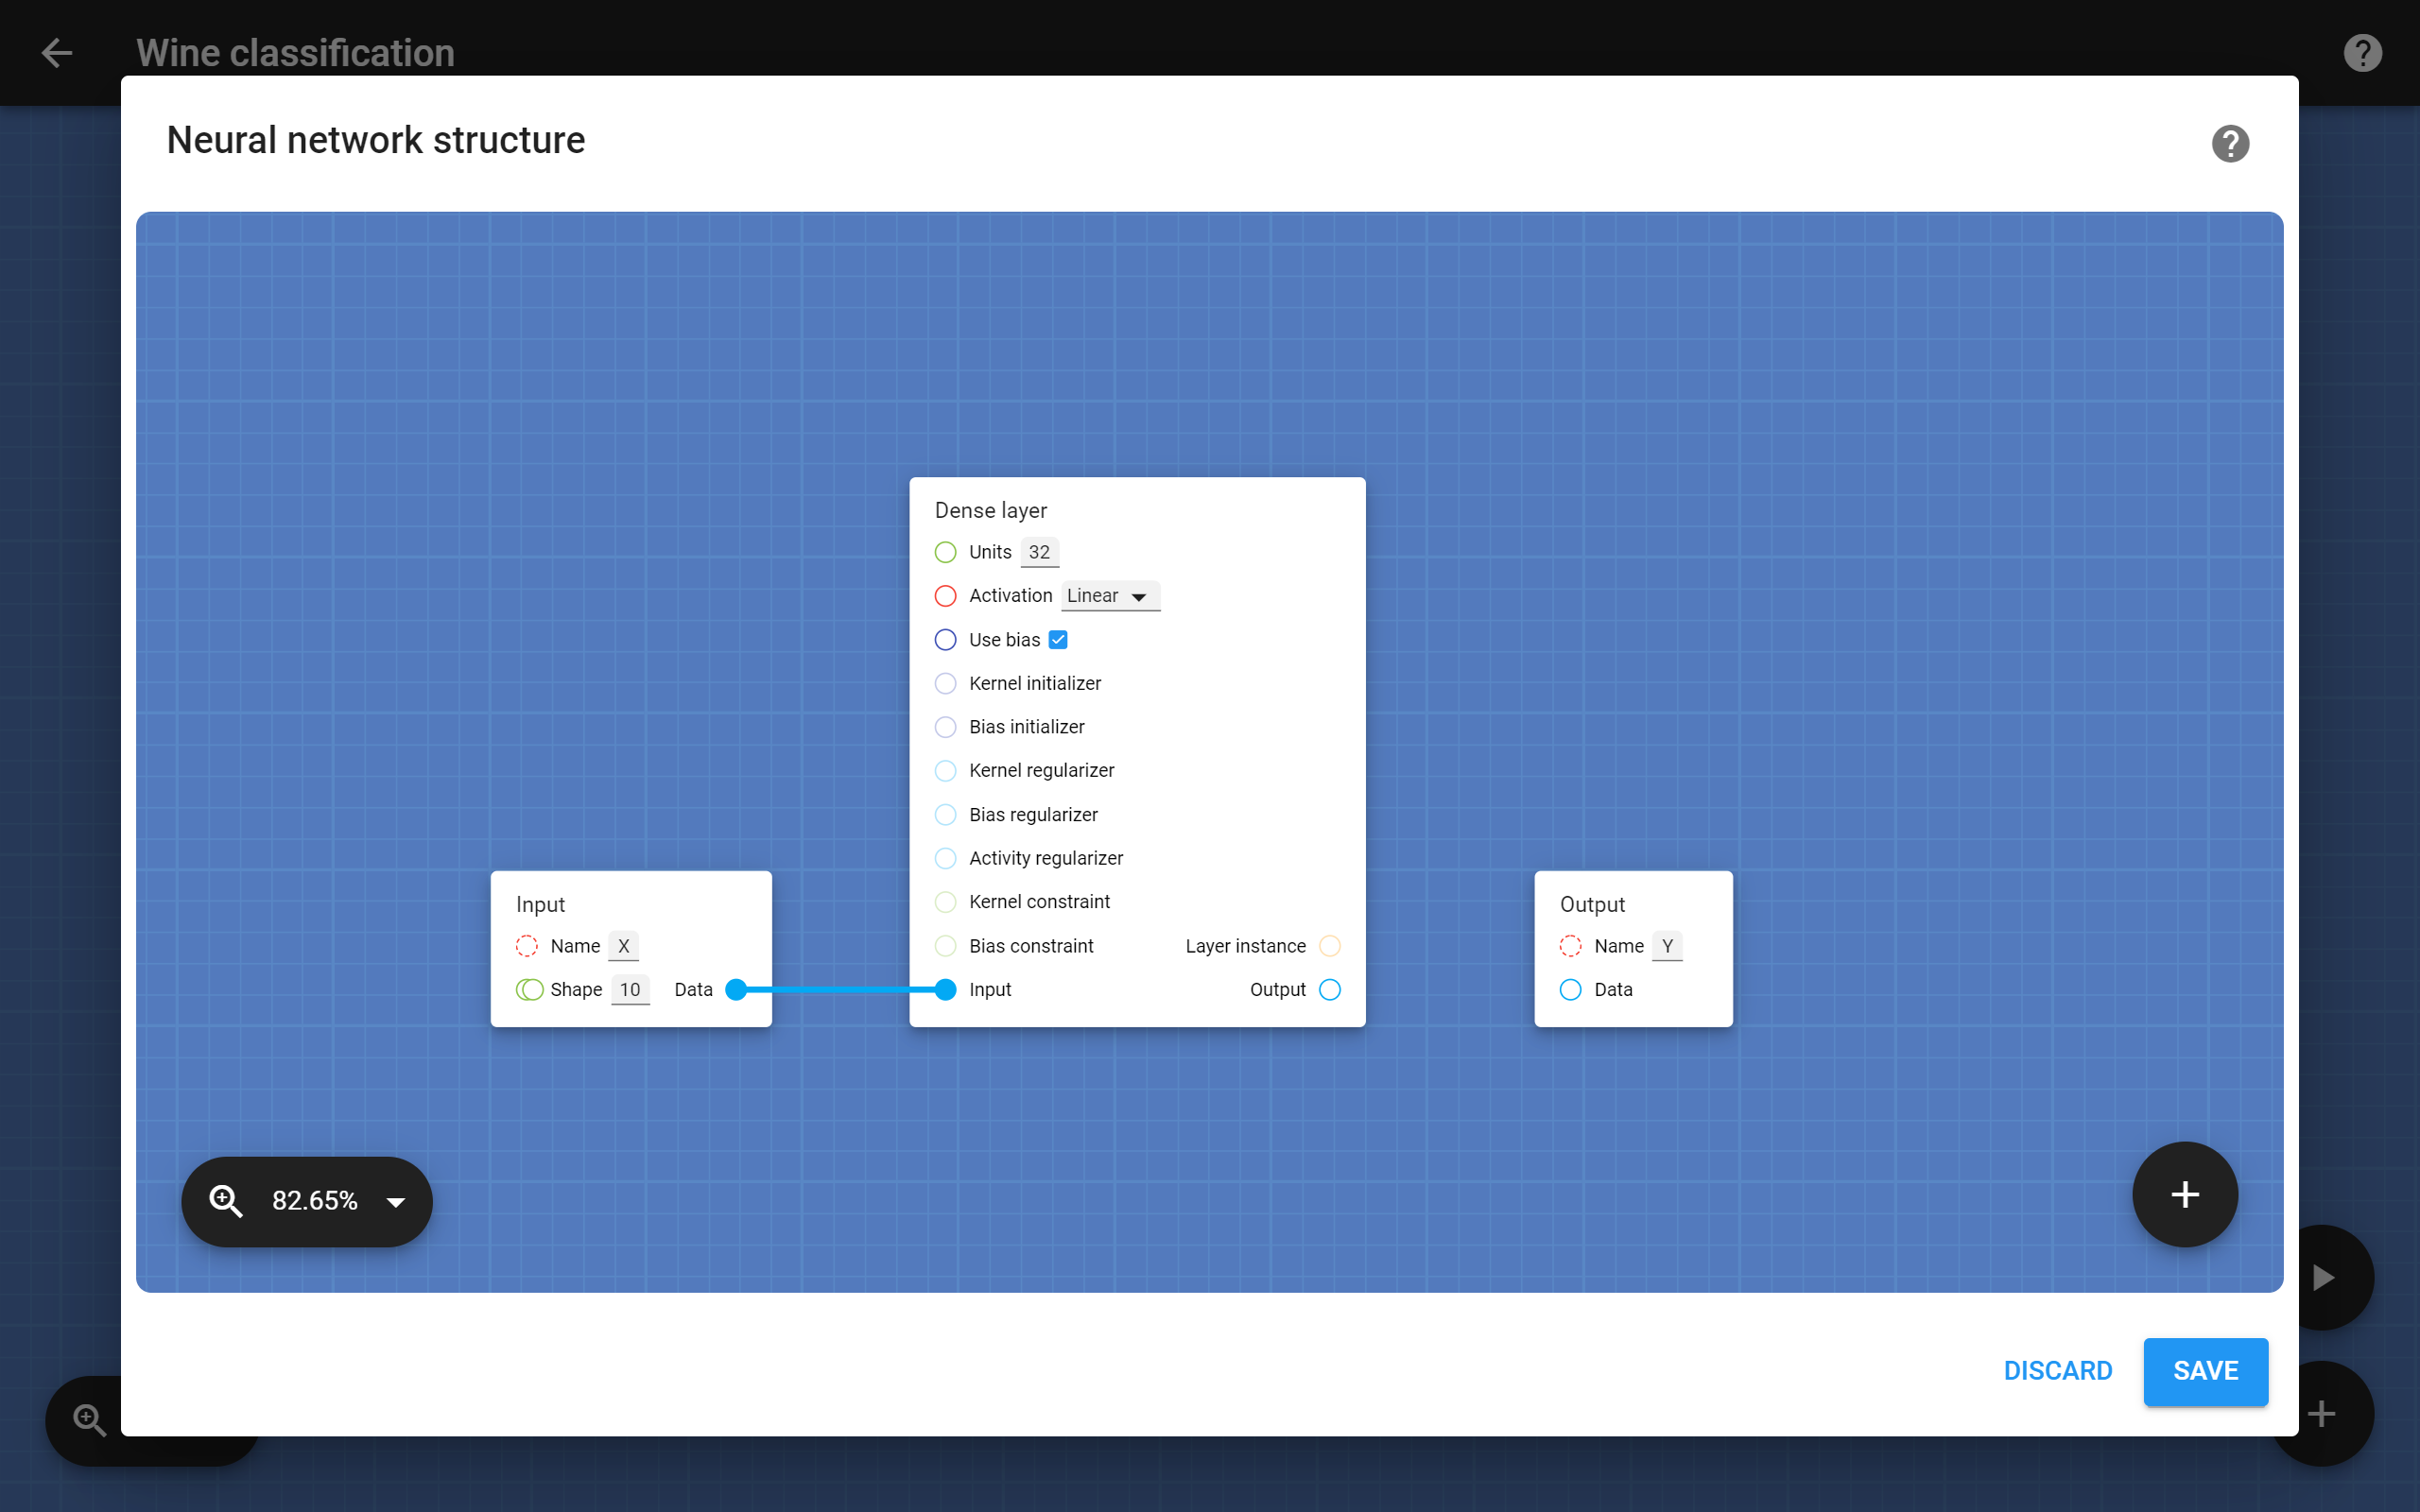 Wine classification
Neural network structure
Dense layer
Units 32
Activation Linear
Use bias
Kernel initializer
Bias initializer
Kernel regularizer
Bias regularizer
Activity regularizer
Kernel constraint
Bias constraint Layer instance
Input Output
Input
Name X
Shape 10 Data
Output
Name Y
Data
82.65%
DISCARD SAVE